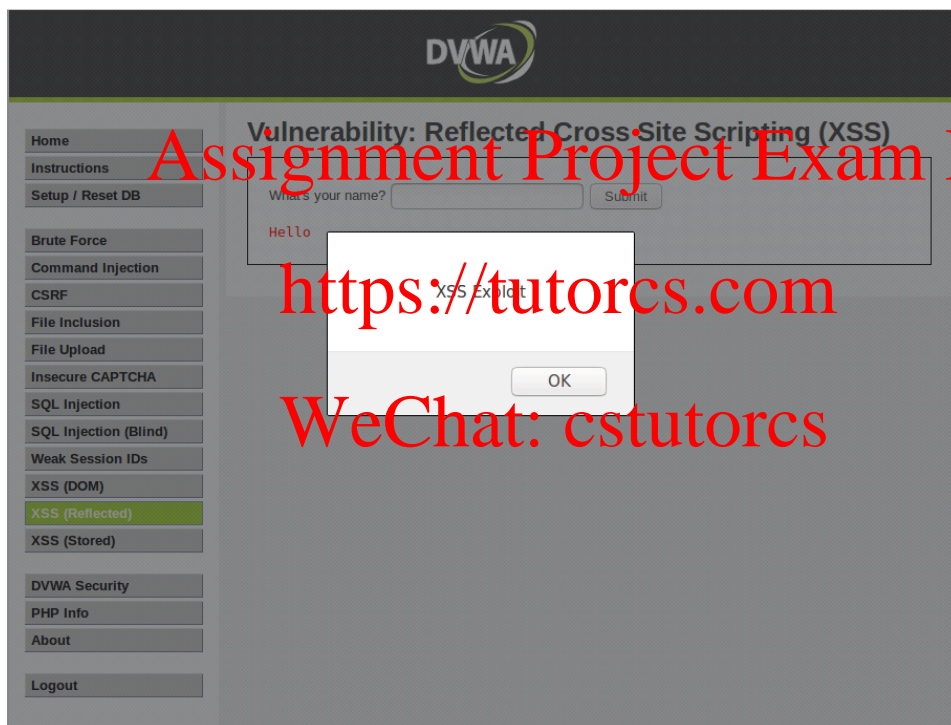 DVWA
Vulnerability: Reflected Cross Site Scripting (XSS)
Assignment Project Exam
Home
Instructions
Setup / Reset DB
What's your name?
Submit
Hello
Brute Force
Command Injection
CSRF
File Inclusion
File Upload
Insecure CAPTCHA
SQL Injection
SQL Injection (Blind)
Weak Session IDs
XSS (DOM)
XSS (Reflected)
XSS (Stored)
DVWA Security
PHP Info
About
Logout
XSS Exploit
OK
https://tutorcs.com
WeChat: cstutorcs